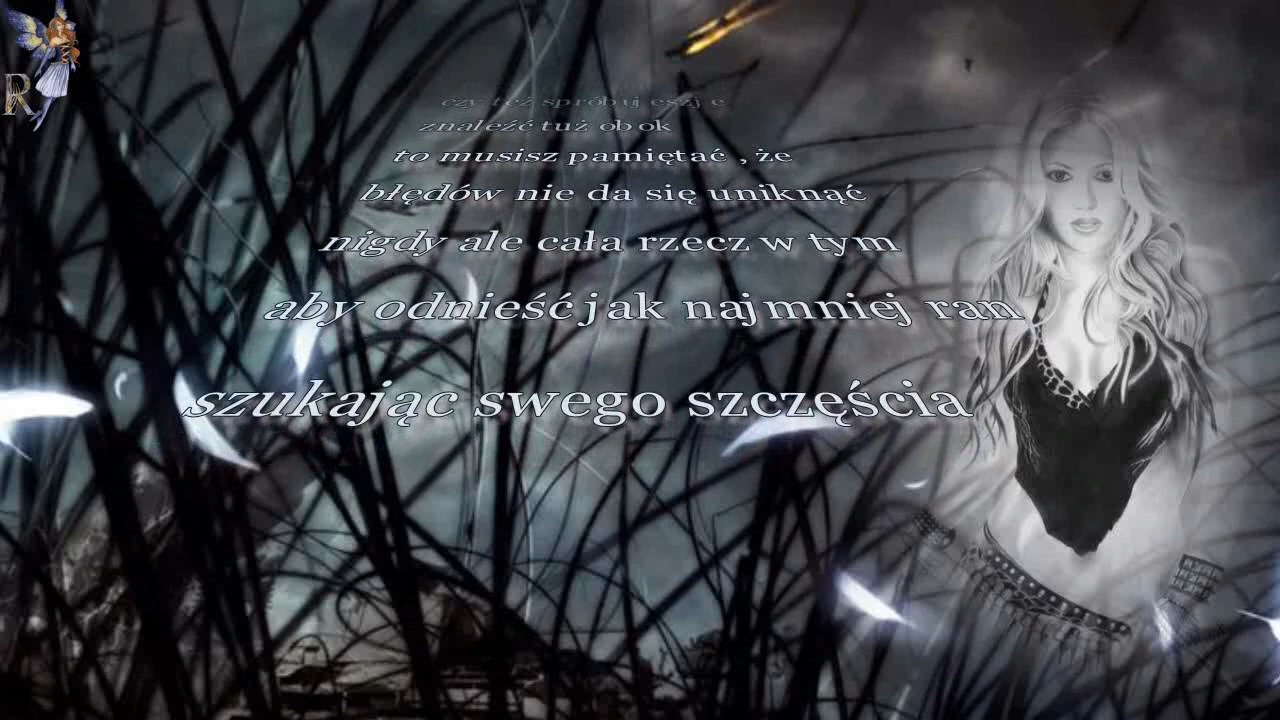 R
czy też spróbujesz je
znaleźć tuż obok
to musisz pamiętać , że
błędów nie da się uniknąć
nigdy ale cała rzecz w tym
aby odnieść jak najmniej ran
szukając swego szczęścia